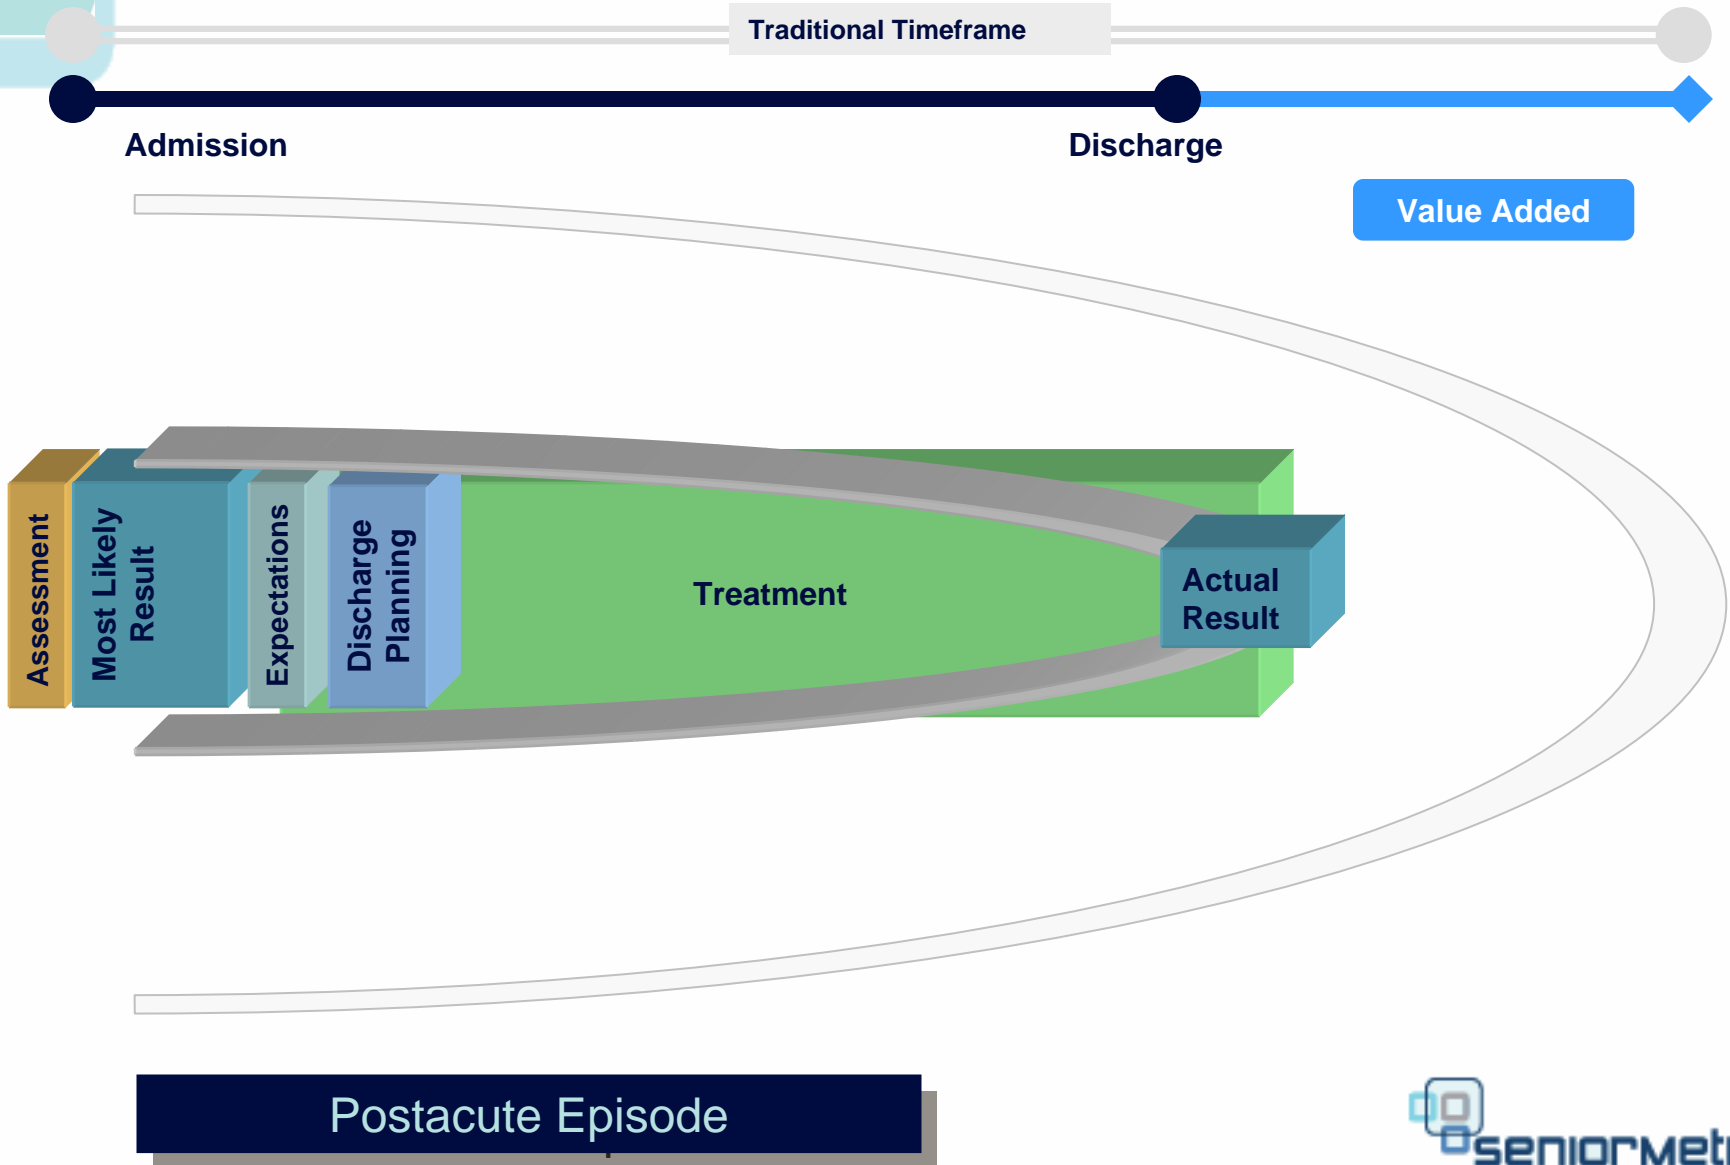 Traditional Timeframe
Admission
Discharge
Value Added
Assessment
Most Likely
Result
Expectations
Discharge
Planning
Treatment
Actual
Result
Postacute Episode